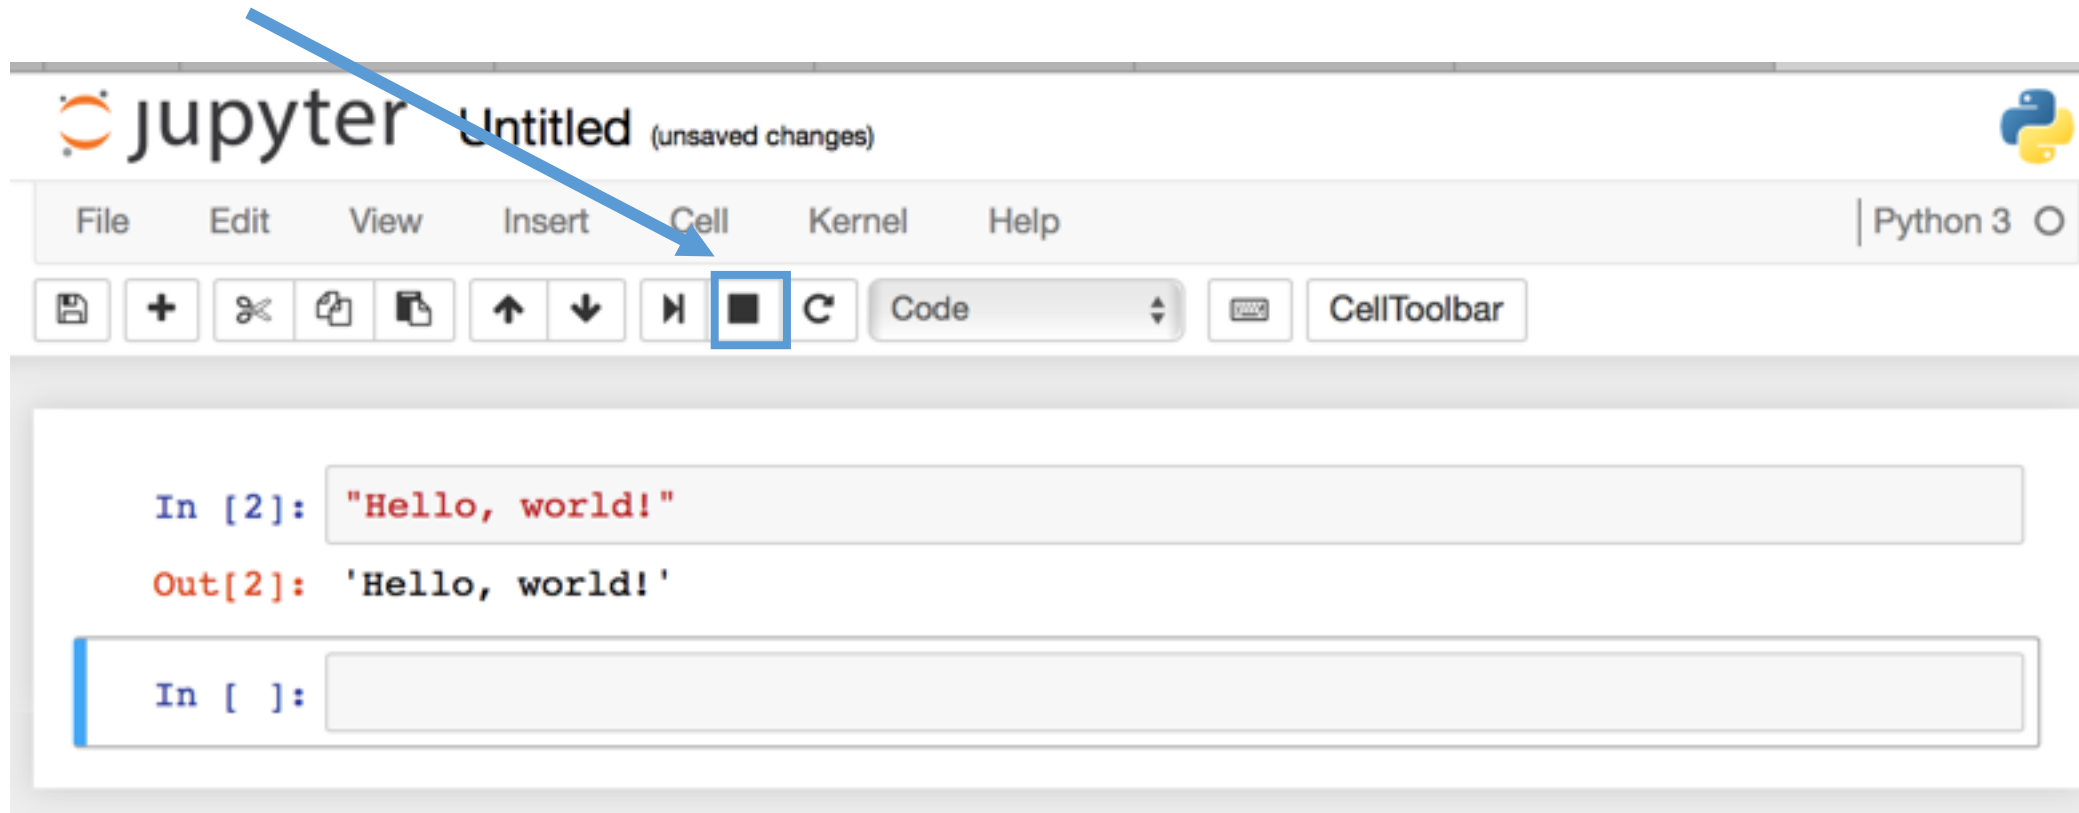 jupyter Untitled (unsaved changes)
File Edit View Insert Cell Kernel Help Python 3
Code CellToolbar
In [2]: "Hello, world!"
Out[2]: 'Hello, world!'
In [ ]: